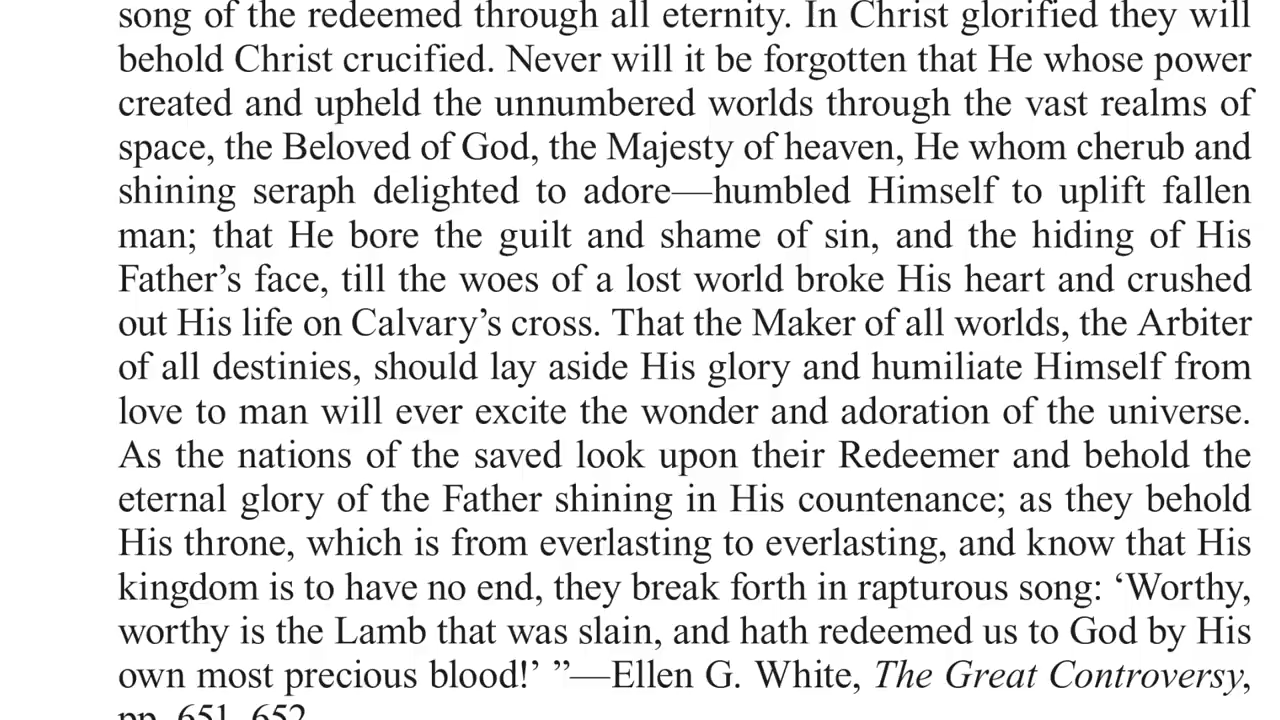 song of the redeemed through all eternity. In Christ glorified they will
behold Christ crucified. Never will it be forgotten that He whose power
created and upheld the unnumbered worlds through the vast realms of
space, the Beloved of God, the Majesty of heaven, He whom cherub and
shining seraph delighted to adore—humbled Himself to uplift fallen
man; that He bore the guilt and shame of sin, and the hiding of His
Father’s face, till the woes of a lost world broke His heart and crushed
out His life on Calvary’s cross. That the Maker of all worlds, the Arbiter
of all destinies, should lay aside His glory and humiliate Himself from
love to man will ever excite the wonder and adoration of the universe.
As the nations of the saved look upon their Redeemer and behold the
eternal glory of the Father shining in His countenance; as they behold
His throne, which is from everlasting to everlasting, and know that His
kingdom is to have no end, they break forth in rapturous song: ‘Worthy,
worthy is the Lamb that was slain, and hath redeemed us to God by His
own most precious blood!’ ”—Ellen G. White, The Great Controversy,
pp. 651, 652